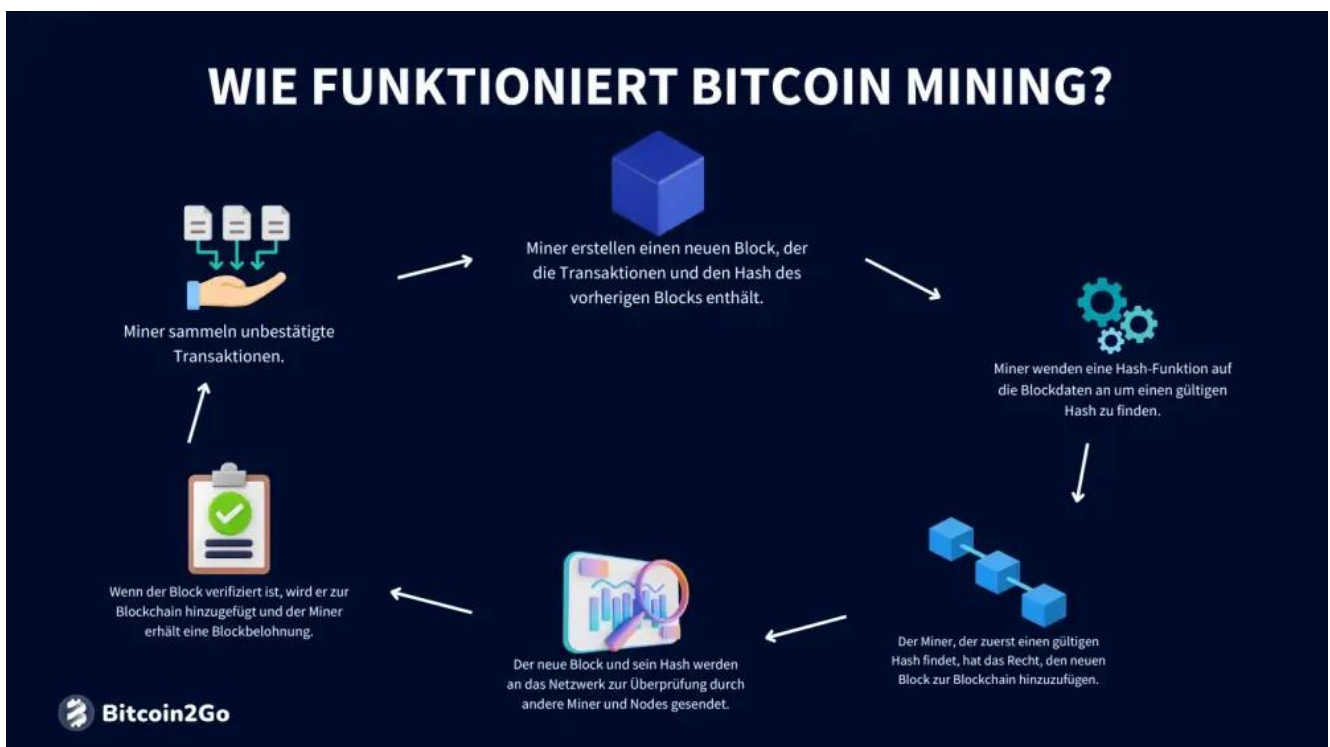 WIE FUNKTIONIERT BITCOIN MINING?
Miner sammeln unbestätigte
Transaktionen.
Miner erstellen einen neuen Block, der
die Transaktionen und den Hash des
vorherigen Blocks enthält.
Miner wenden eine Hash-Funktion auf
die Blockdaten an um einen gültigen
Hash zu finden.
Der Miner, der zuerst einen gültigen
Hash findet, hat das Recht, den neuen
Block zur Blockchain hinzuzufügen.
Der neue Block und sein Hash werden
an das Netzwerk zur Überprüfung durch
andere Miner und Nodes gesendet.
Wenn der Block verifiziert ist, wird er zur
Blockchain hinzugefügt und der Miner
erhält eine Blockbelohnung.
Bitcoin2Go